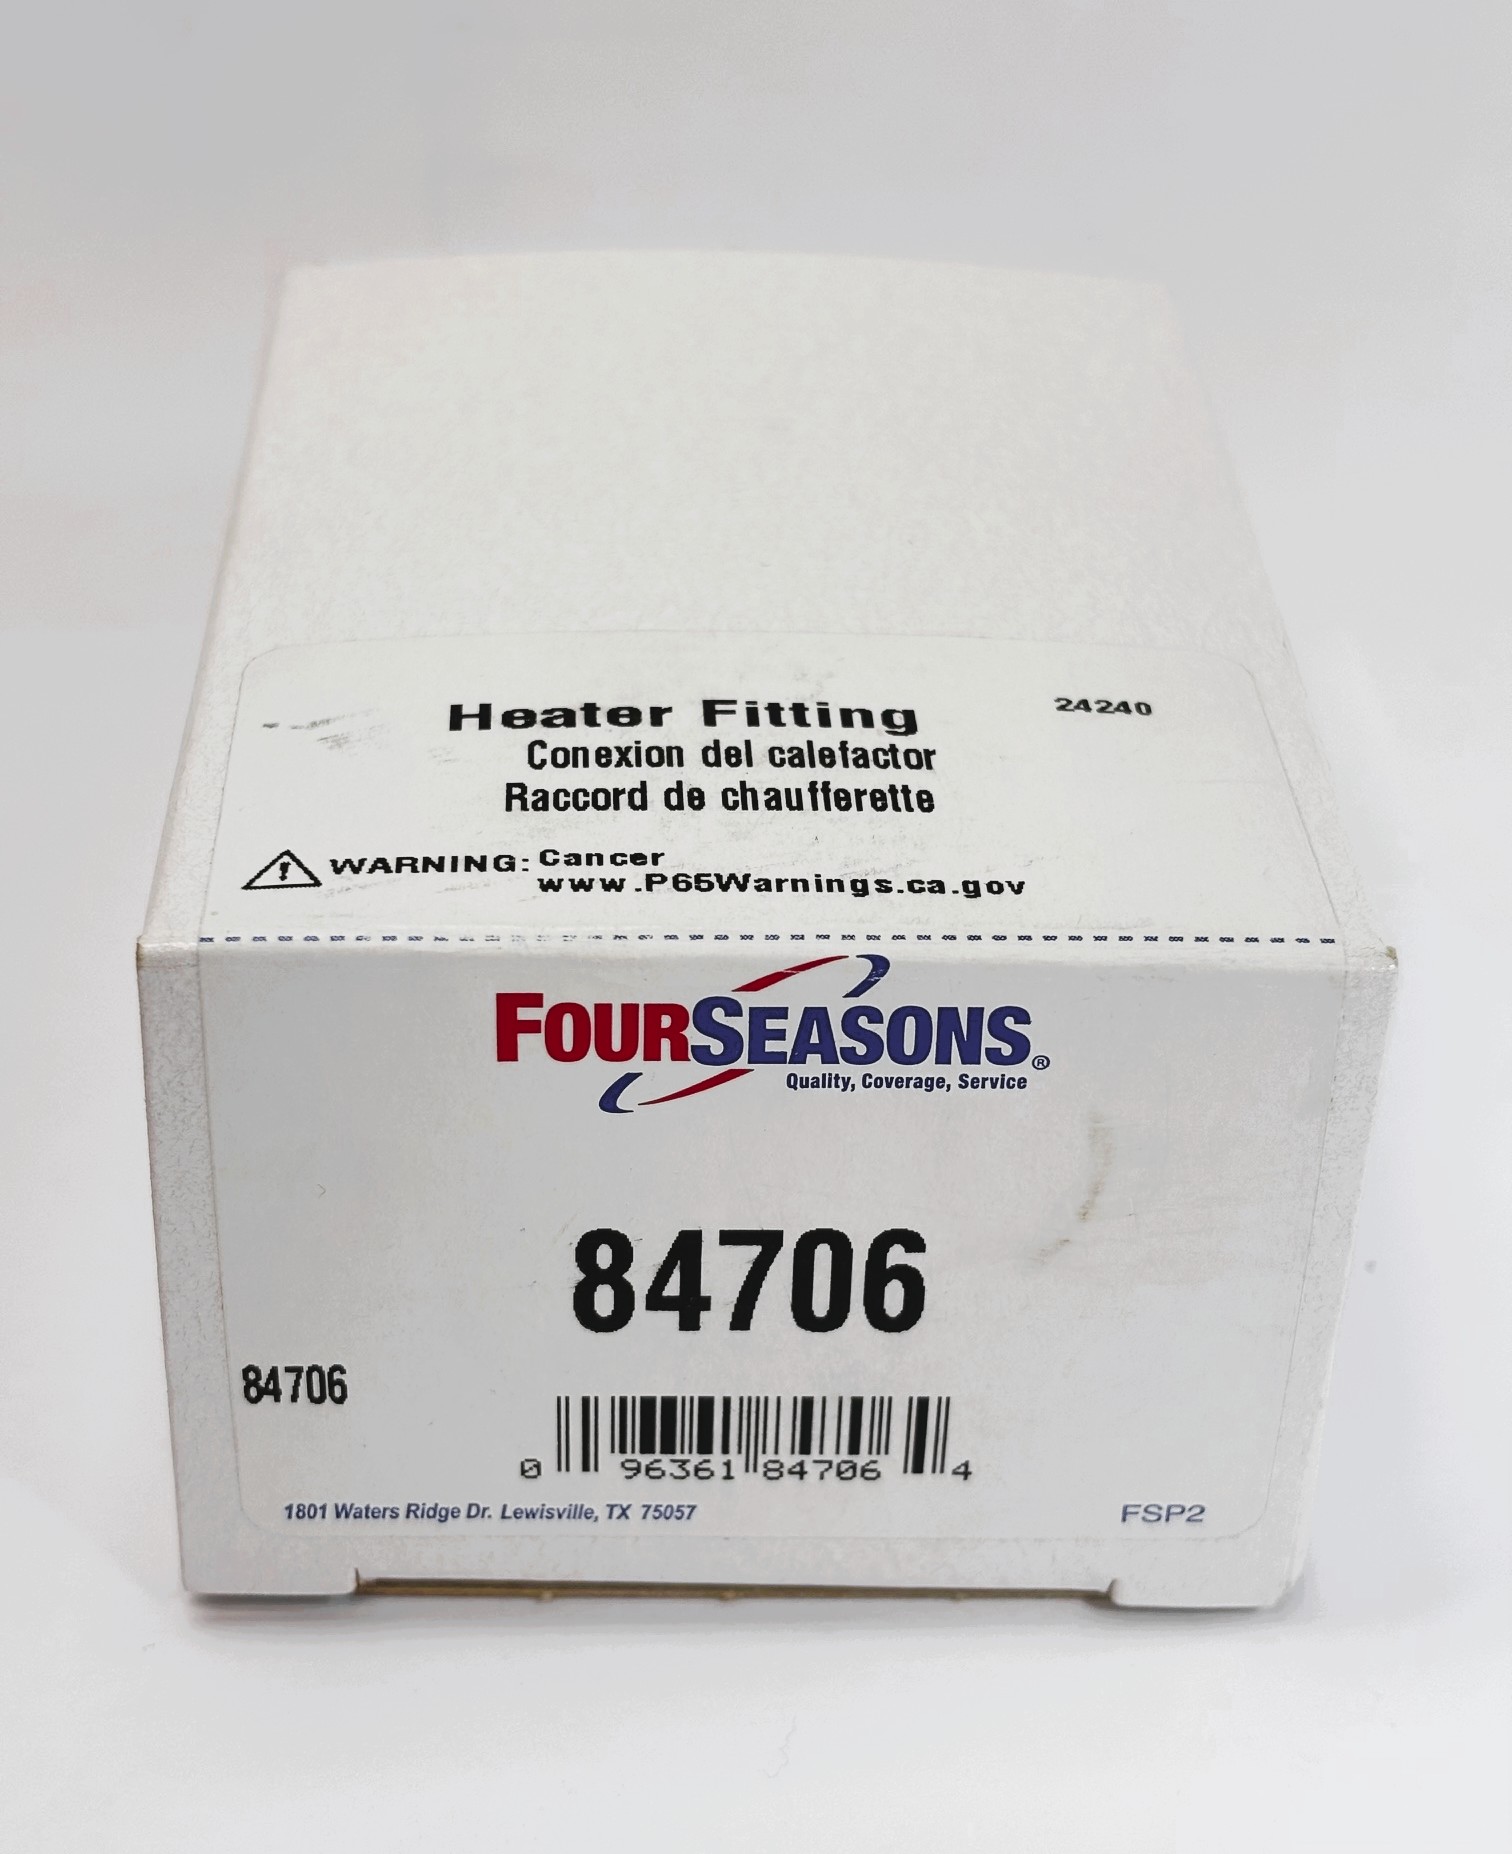 Heater Fitting
24240
Conexion del calefactor
Raccord de chaufferette
WARNING: Cancer
www.P65Warnings.ca.gov
FOURSEASONS®
Quality, Coverage, Service
84706
84706
0 96361 84706 4
1801 Waters Ridge Dr. Lewisville, TX 75057
FSP2